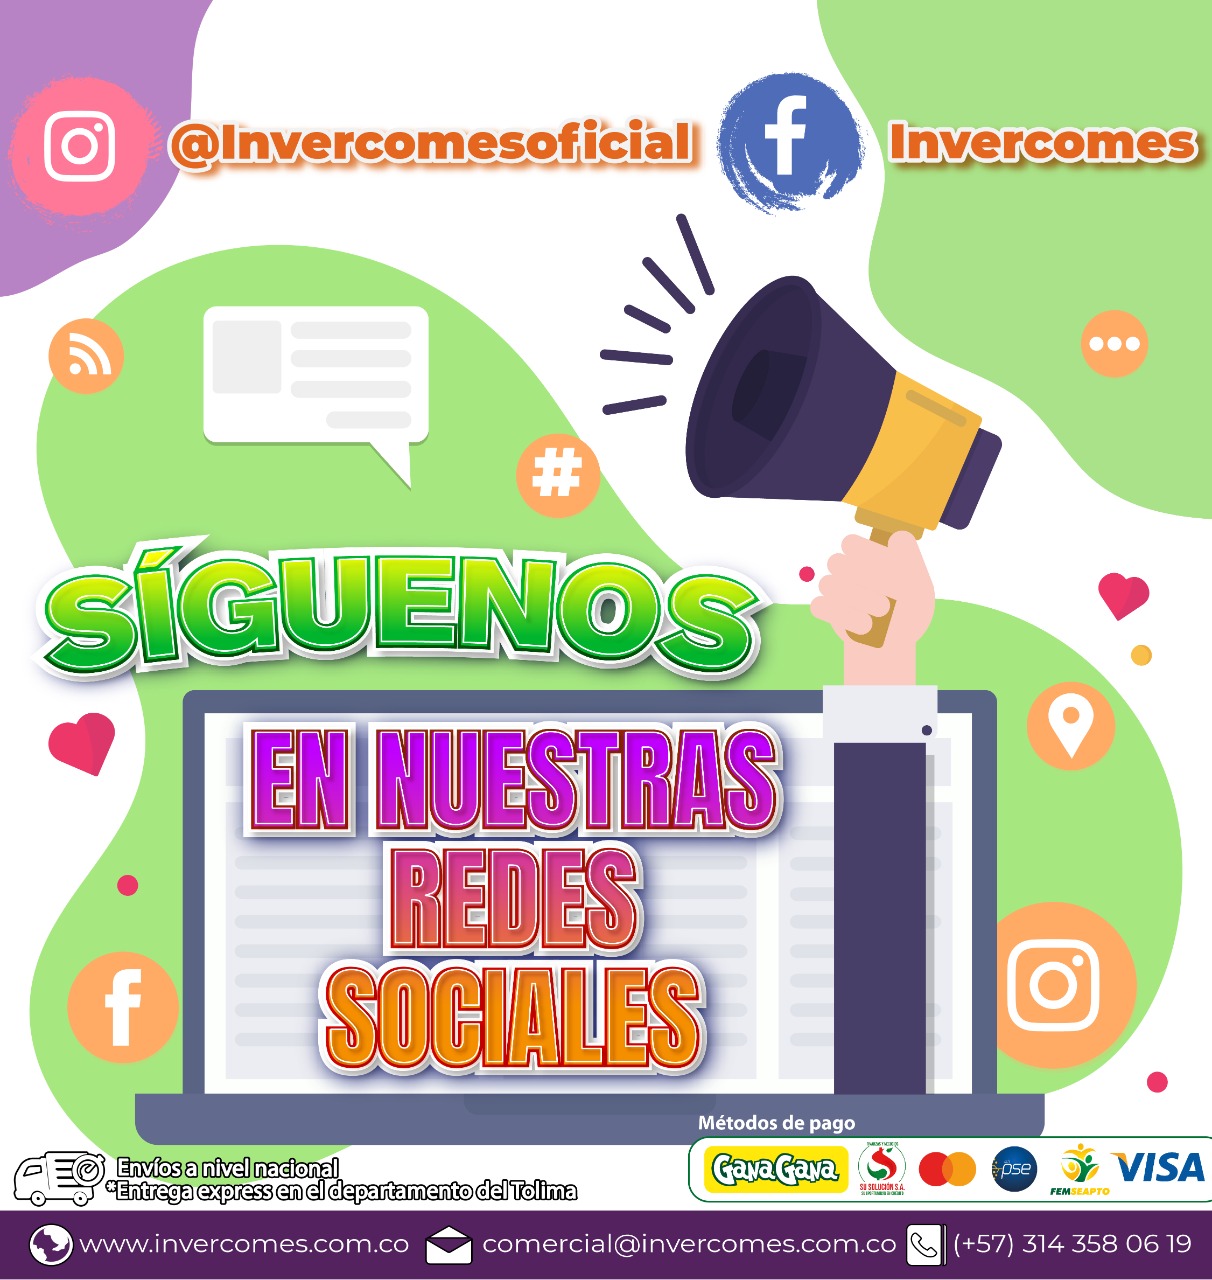 @Invercomesoficial
Invercomes
#
SÍGUENOS
EN NUESTRAS
REDES
SOCIALES
Métodos de pago
GanaGana
SU SOLUCIÓN S.A.
pse
FEMSEAPTO
VISA
Envíos a nivel nacional
*Entrega express en el departamento del Tolima
www.invercomes.com.co
comercial@invercomes.com.co
(+57) 314 358 06 19